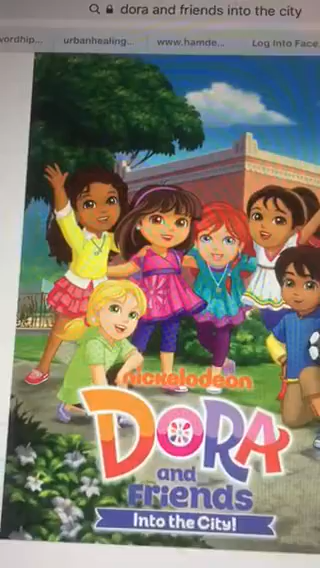 dora and friends into the city
vordhip... urbanhealing... www.hamde... Log Into Face
nickelodeon
DORA
and
Friends
Into the City!